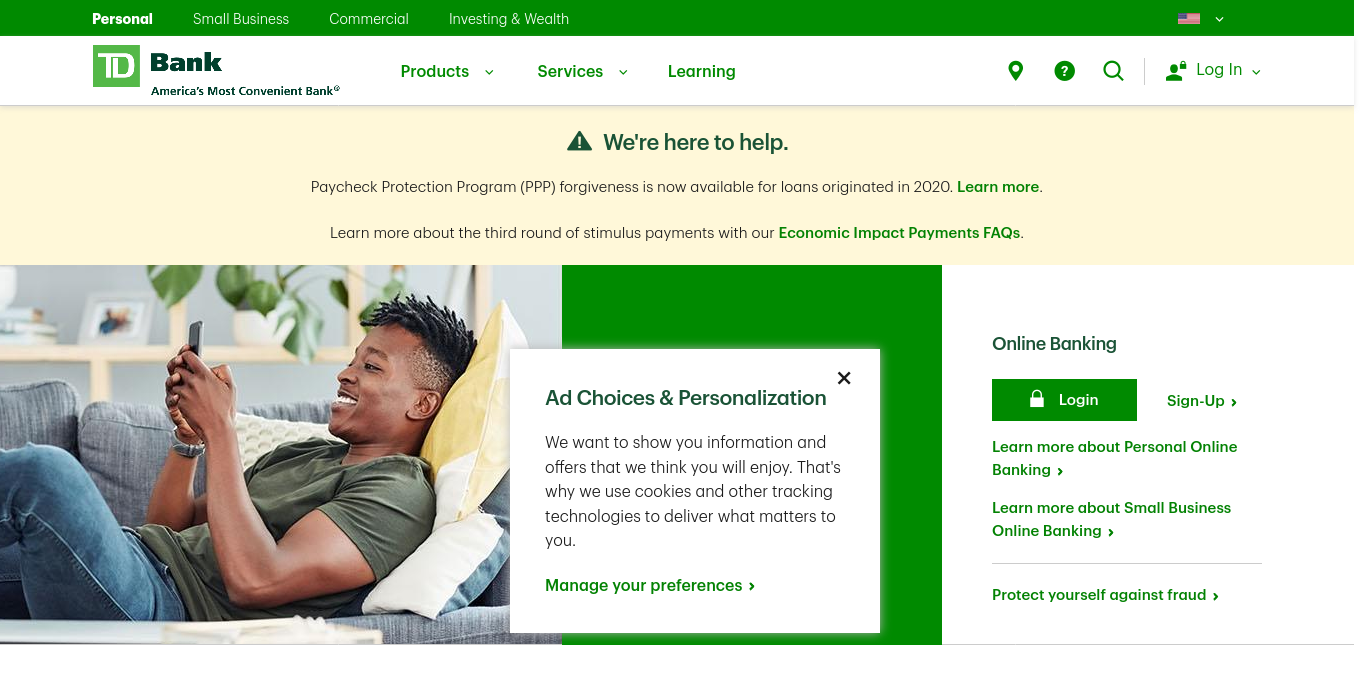 Personal
Small Business
Commercial
Investing & Wealth
TD Bank
America's Most Convenient Bank®
Products
Services
Learning
?
Log In
We're here to help.
Paycheck Protection Program (PPP) forgiveness is now available for loans originated in 2020. Learn more.
Learn more about the third round of stimulus payments with our Economic Impact Payments FAQs.
Ad Choices & Personalization
We want to show you information and
offers that we think you will enjoy. That's
why we use cookies and other tracking
technologies to deliver what matters to
you.
Manage your preferences ›
Online Banking
Login
Sign-Up ›
Learn more about Personal Online
Banking ›
Learn more about Small Business
Online Banking ›
Protect yourself against fraud ›